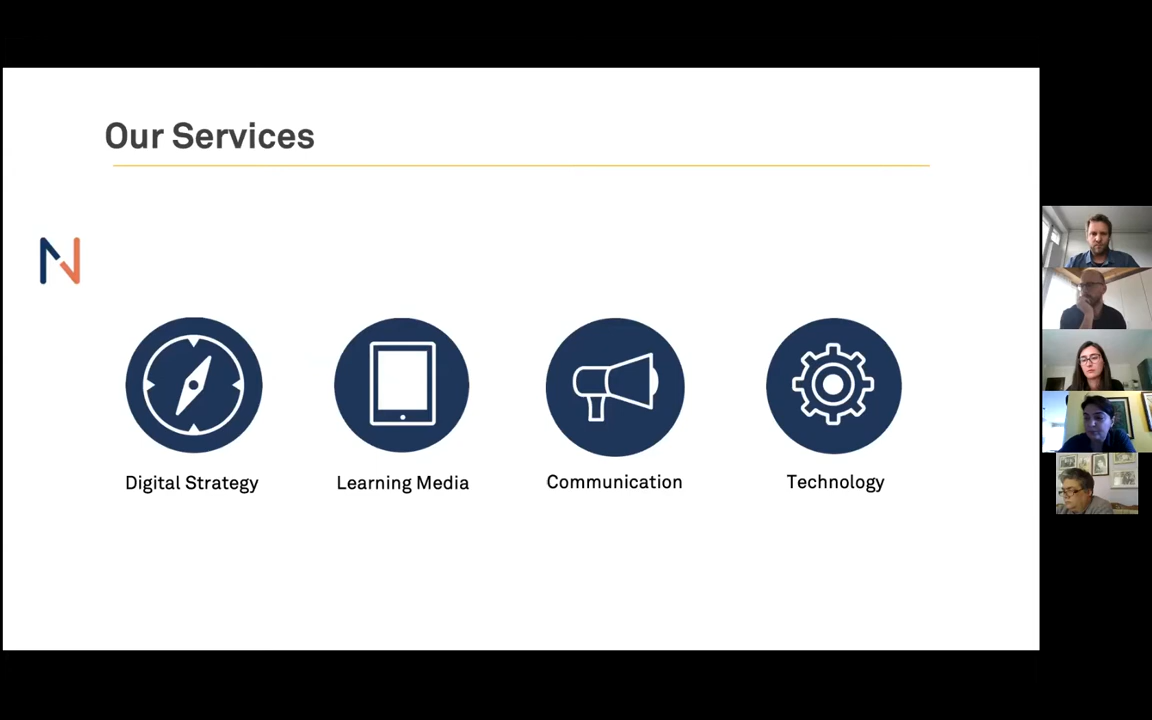 Our Services
N
Digital Strategy
Learning Media
Communication
Technology